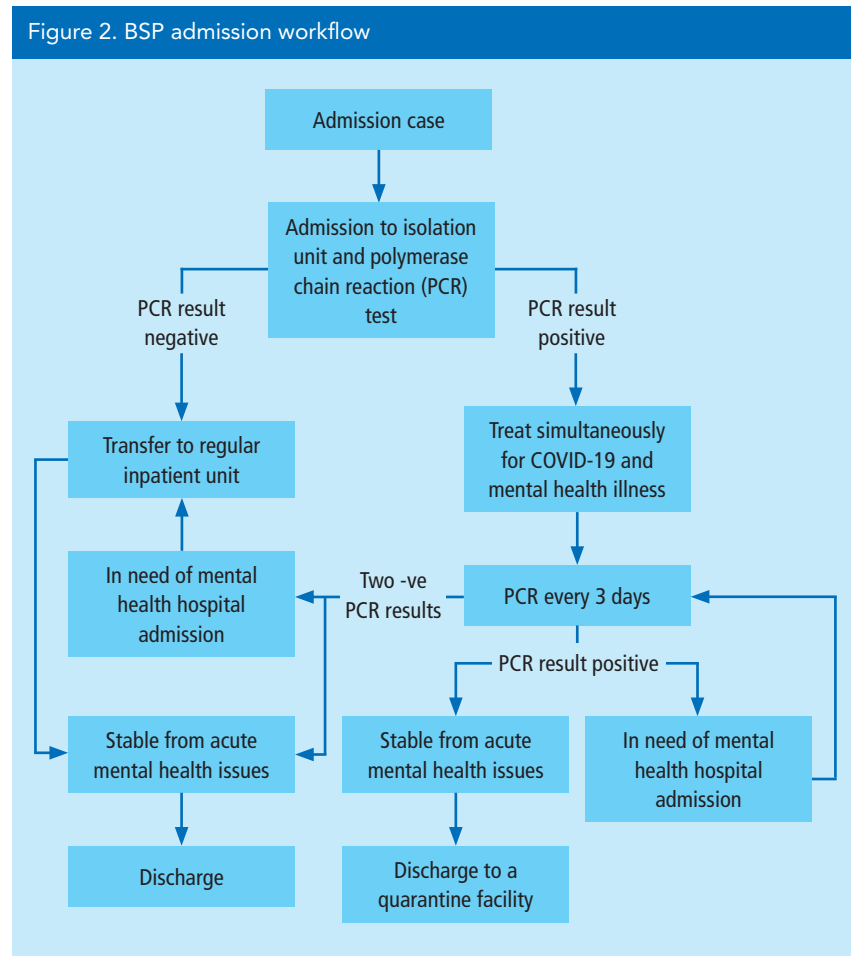 Figure 2. BSP admission workflow
Admission case
Admission to isolation
unit and polymerase
chain reaction (PCR)
test
PCR result
negative
PCR result
positive
Transfer to regular
inpatient unit
Treat simultaneously
for COVID-19 and
mental health illness
In need of mental
health hospital
admission
Two -ve
PCR results
PCR every 3 days
PCR result positive
Stable from acute
mental health issues
Stable from acute
mental health issues
In need of mental
health hospital
admission
Discharge
Discharge to a
quarantine facility